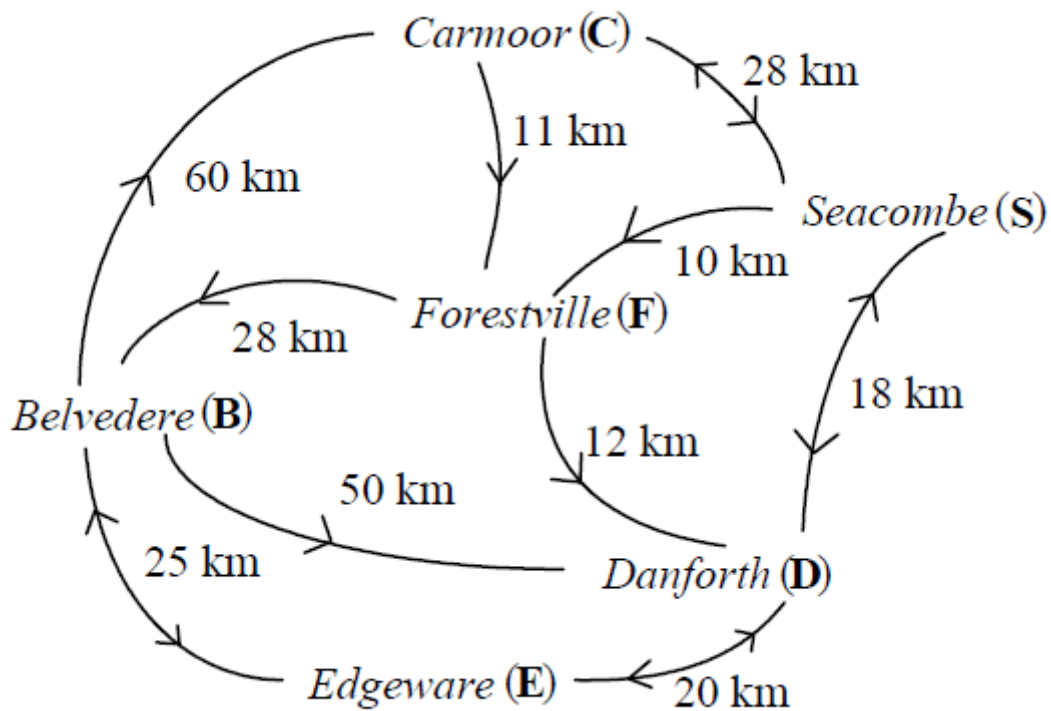 Carmoor (C)
28 km
11 km
60 km
Seacombe (S)
10 km
Forestville (F)
28 km
18 km
Belvedere (B)
12 km
50 km
25 km
Danforth (D)
Edgeware (E)
20 km